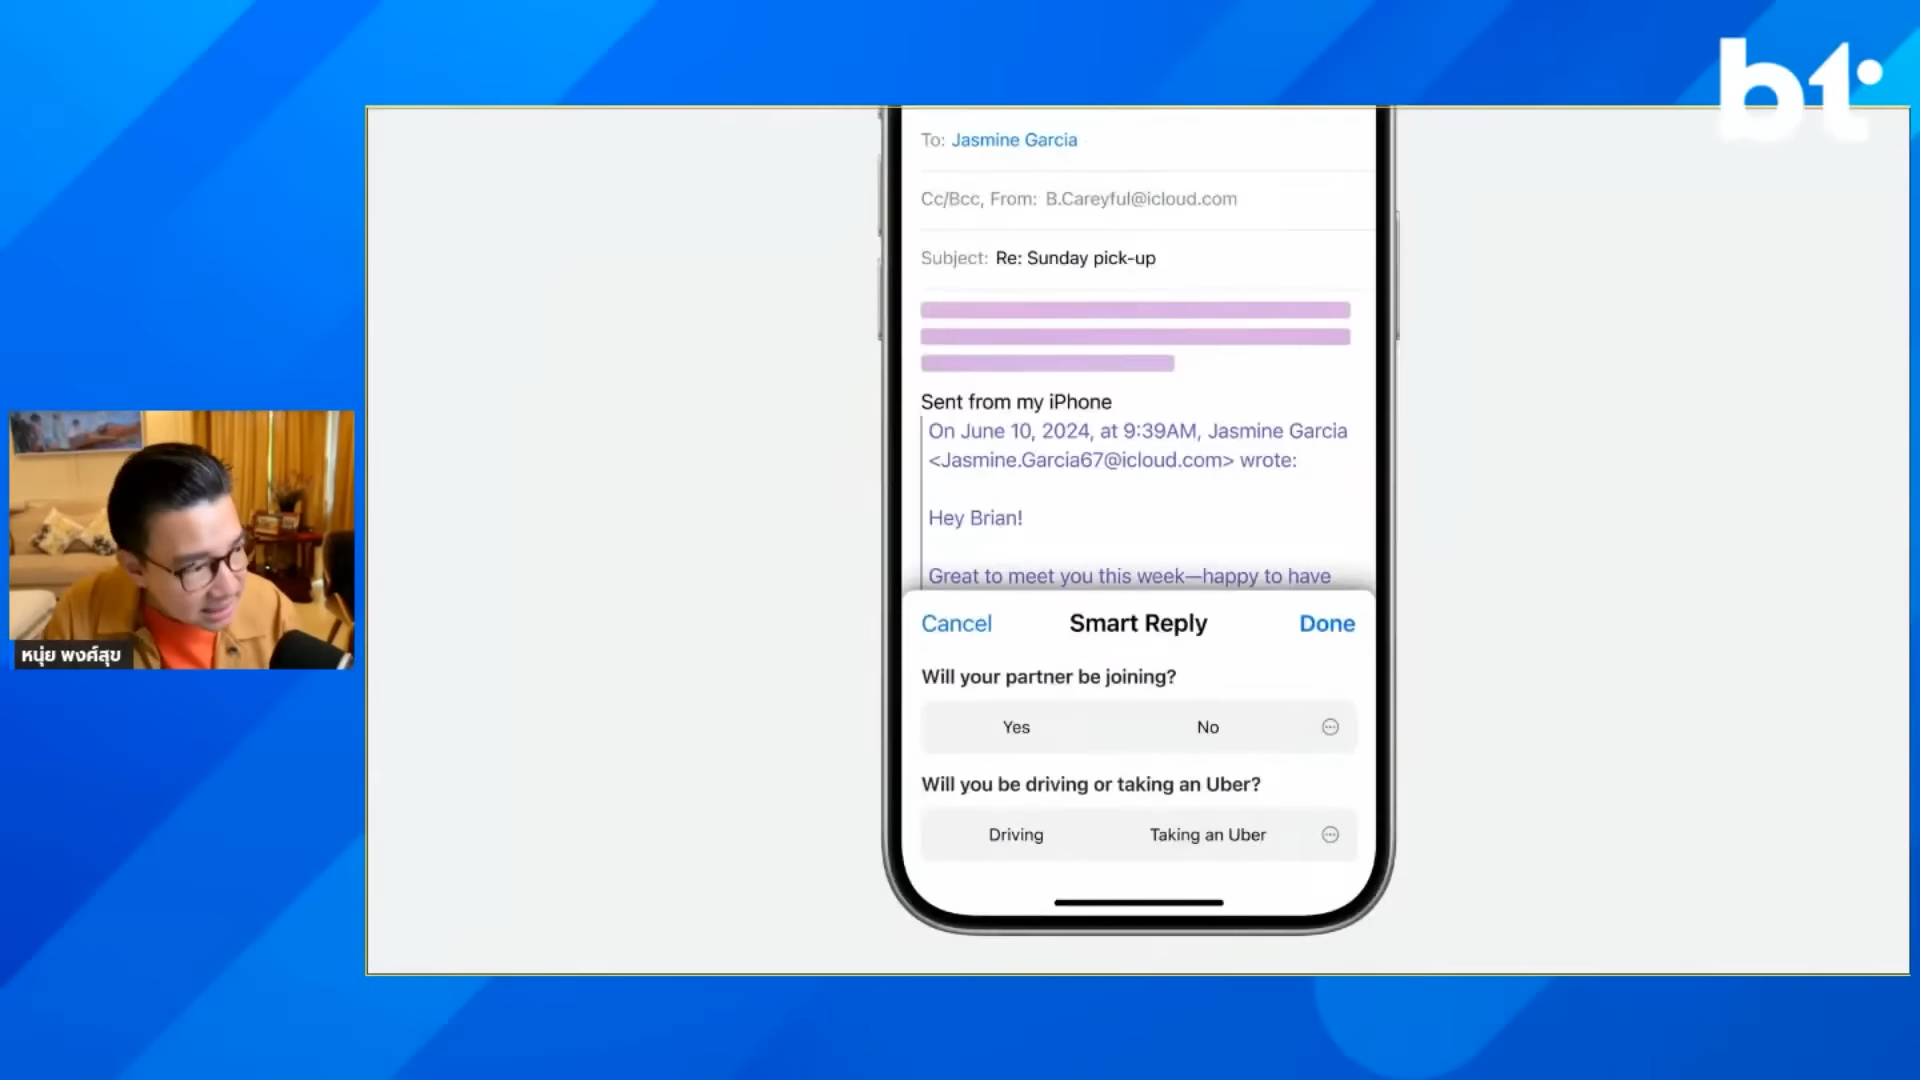 bt
To: Jasmine Garcia
Cc/Bcc, From: B.Careyful@icloud.com
Subject: Re: Sunday pick-up
Sent from my iPhone
On June 10, 2024, at 9:39AM, Jasmine Garcia
<Jasmine.Garcia67@icloud.com> wrote:
Hey Brian!
Great to meet you this week—happy to have
Cancel
Smart Reply
Done
Will your partner be joining?
Yes
No
Will you be driving or taking an Uber?
Driving
Taking an Uber
หนุ่ย พงศ์สุข